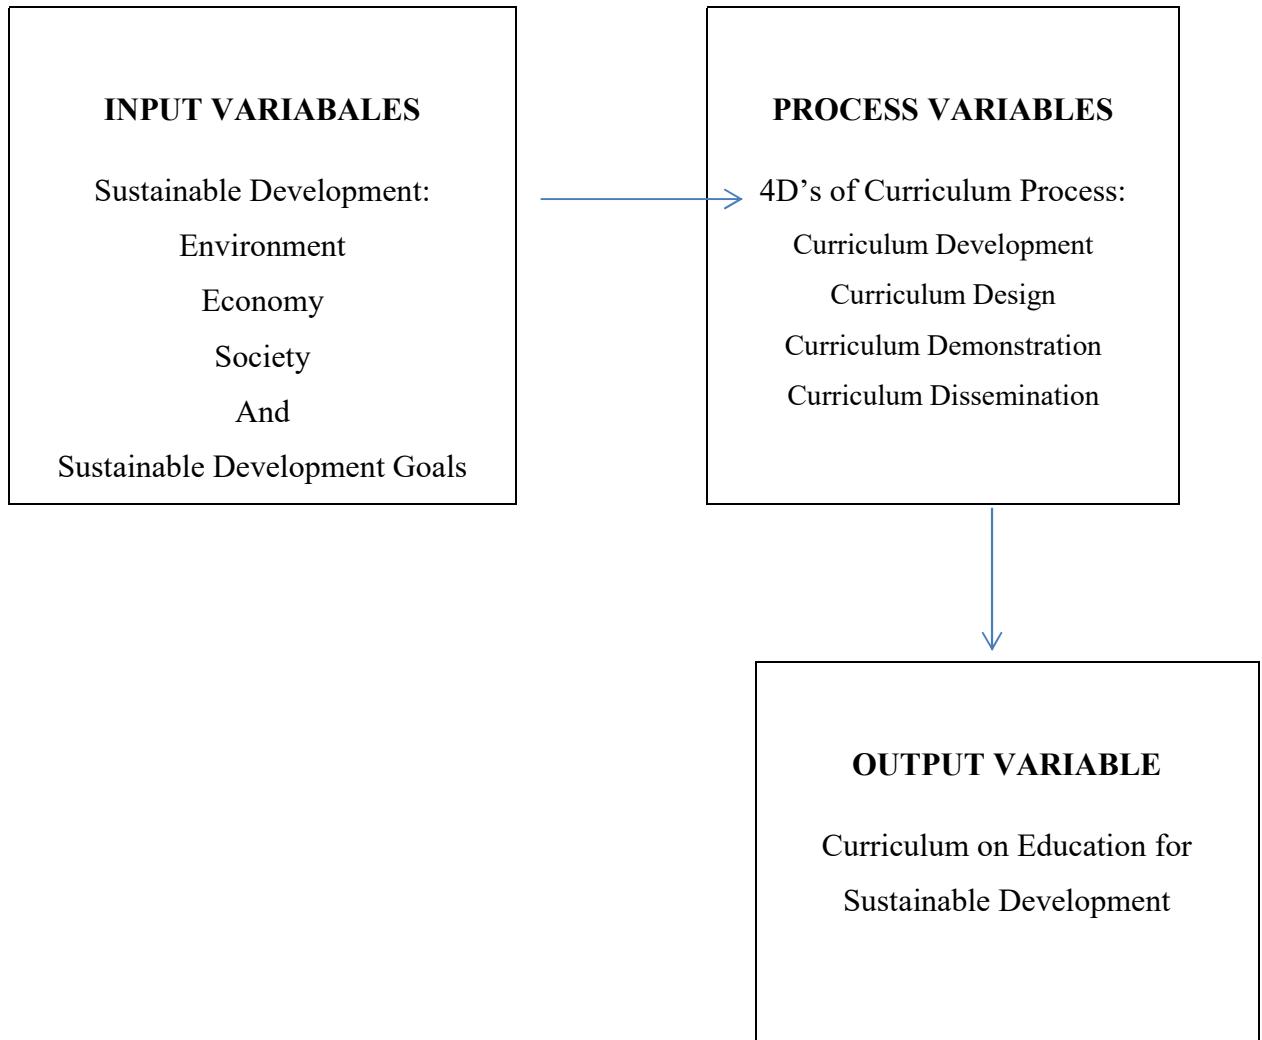 INPUT VARIABALES
Sustainable Development:
Environment
Economy
Society
And
Sustainable Development Goals
PROCESS VARIABLES
4D’s of Curriculum Process:
Curriculum Development
Curriculum Design
Curriculum Demonstration
Curriculum Dissemination
OUTPUT VARIABLE
Curriculum on Education for
Sustainable Development